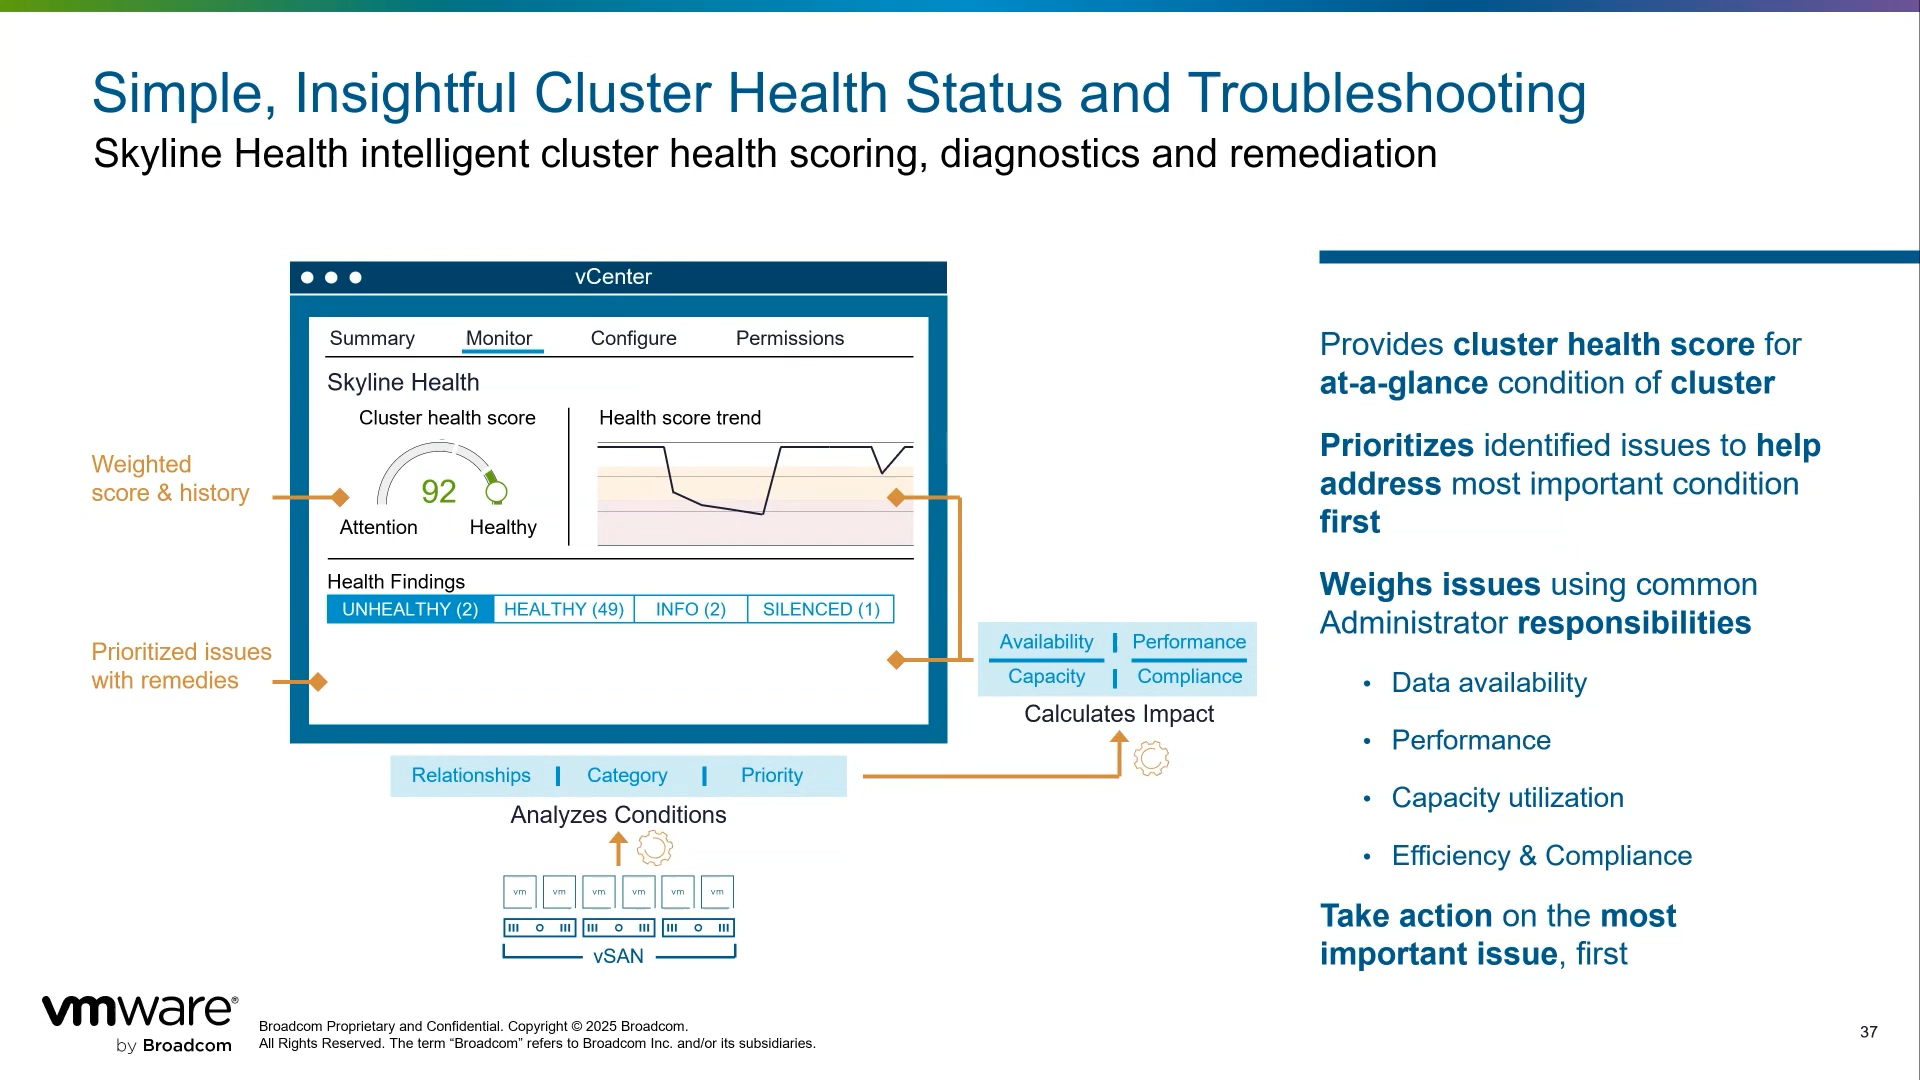 Simple, Insightful Cluster Health Status and Troubleshooting
Skyline Health intelligent cluster health scoring, diagnostics and remediation
vCenter
Summary Monitor Configure Permissions
Skyline Health
Cluster health score
Health score trend
92
Attention Healthy
Weighted
score & history
Health Findings
UNHEALTHY (2) HEALTHY (49) INFO (2) SILENCED (1)
Prioritized issues
with remedies
Availability Performance
Capacity Compliance
Calculates Impact
Relationships Category Priority
Analyzes Conditions
vm vm vm vm vm vm
vSAN
Provides cluster health score for
at-a-glance condition of cluster
Prioritizes identified issues to help
address most important condition
first
Weighs issues using common
Administrator responsibilities
• Data availability
• Performance
• Capacity utilization
• Efficiency & Compliance
Take action on the most
important issue, first
vmware®
by Broadcom
Broadcom Proprietary and Confidential. Copyright © 2025 Broadcom.
All Rights Reserved. The term “Broadcom” refers to Broadcom Inc. and/or its subsidiaries.
37